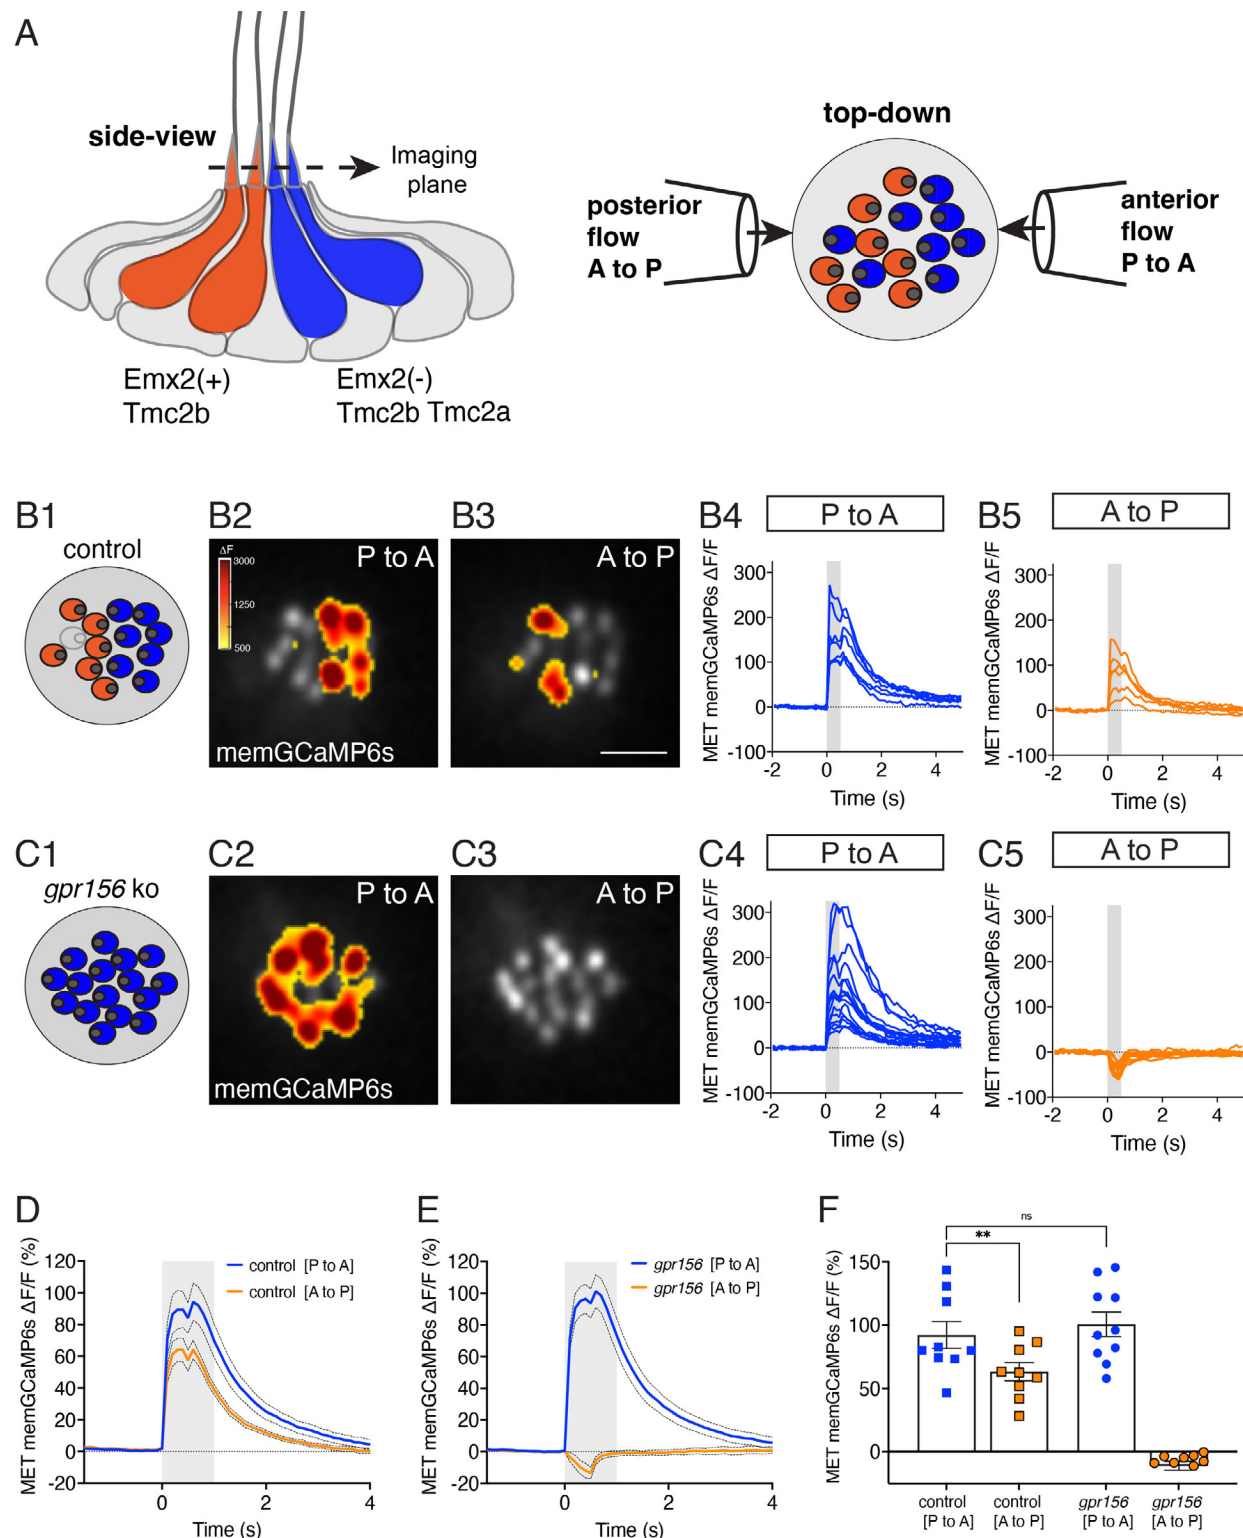 A
side-view
Imaging
plane
Emx2(+)
Tmc2b
Emx2(-)
Tmc2b Tmc2a
top-down
posterior
flow
A to P
anterior
flow
P to A
B1
control
B2
ΔF
3000
1250
500
P to A
memGCaMP6s
B3
A to P
B4
P to A
MET memGCaMP6s ΔF/F
300
200
100
0
-100
-2
0
2
4
Time (s)
B5
A to P
MET memGCaMP6s ΔF/F
300
200
100
0
-100
-2
0
2
4
Time (s)
C1
gpr156 ko
C2
P to A
memGCaMP6s
C3
A to P
C4
P to A
MET memGCaMP6s ΔF/F
300
200
100
0
-100
-2
0
2
4
Time (s)
C5
A to P
MET memGCaMP6s ΔF/F
300
200
100
0
-100
-2
0
2
4
Time (s)
D
MET memGCaMP6s ΔF/F (%)
120
100
80
60
40
20
0
-20
control [P to A]
control [A to P]
0
2
4
Time (s)
E
MET memGCaMP6s ΔF/F (%)
120
100
80
60
40
20
0
-20
gpr156 [P to A]
gpr156 [A to P]
0
2
4
Time (s)
F
MET memGCaMP6s ΔF/F (%)
150
100
50
0
ns
**
control
[P to A]
control
[A to P]
gpr156
[P to A]
gpr156
[A to P]